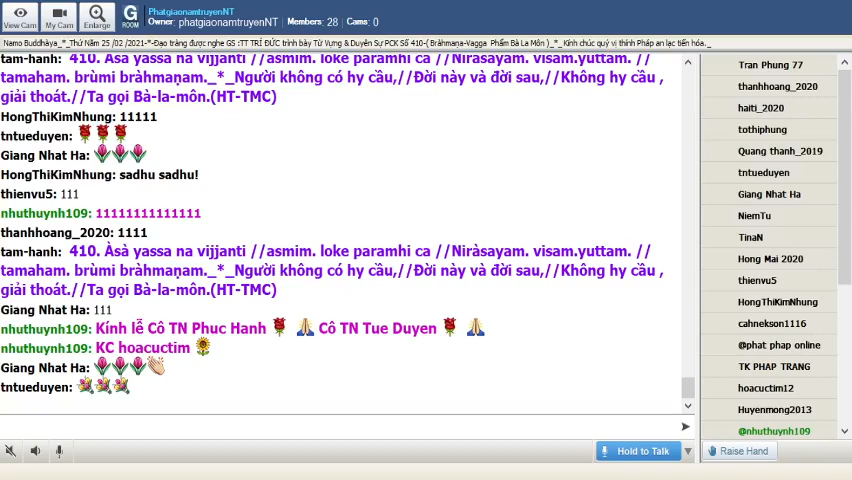 View Cam
My Cam
Enlarge
G
ROOM
Phatgiaonamtruyen NT
Owner: phatgiaonamtruyenNT | Members: 28 | Cams: 0
Namo Buddhàya_*_Thứ Năm 25 /02 /2021-*-Đạo tràng được nghe GS :TT TRÍ ĐỨC trình bày Từ Vựng & Duyên Sự PCK Số 410-( Bràhmaṇa-Vagga Phẩm Bà La Môn )_*_ Kính chúc quý vị thính Pháp an lạc tiến hóa._
tam-hanh: 410. Àsà yassa na vijjanti //asmim. loke paramhi ca //Niràsayam. visam.yuttam. //
tamaham. brùmi bràhmaṇam._*_Người không có hy cầu,//Đời này và đời sau,//Không hy cầu ,
giải thoát.//Ta gọi Bà-la-môn.(HT-TMC)
HongThiKimNhung: 11111
tntueduyen:
Giang Nhat Ha:
HongThiKimNhung: sadhu sadhu!
thienvu5: 111
nhuthuynh109: 11111111111111
thanhhoang_2020: 1111
tam-hanh: 410. Àsà yassa na vijjanti //asmim. loke paramhi ca //Niràsayam. visam.yuttam. //
tamaham. brùmi bràhmaṇam._*_Người không có hy cầu,//Đời này và đời sau,//Không hy cầu ,
giải thoát.//Ta gọi Bà-la-môn.(HT-TMC)
Giang Nhat Ha: 111
nhuthuynh109: Kính lễ Cô TN Phuc Hanh Cô TN Tue Duyen
nhuthuynh109: KC hoacuctim
Giang Nhat Ha:
tntueduyen:
Hold to Talk
Tran Phung 77
thanhhoang_2020
haiti_2020
tothiphung
Quang thanh_2019
tntueduyen
Giang Nhat Ha
NiemTu
TinaN
Hong Mai 2020
thienvu5
HongThiKimNhung
cahnekson1116
@phat phap online
TK PHAP TRANG
hoacuctim12
Huyenmong2013
@nhuthuynh109
Raise Hand